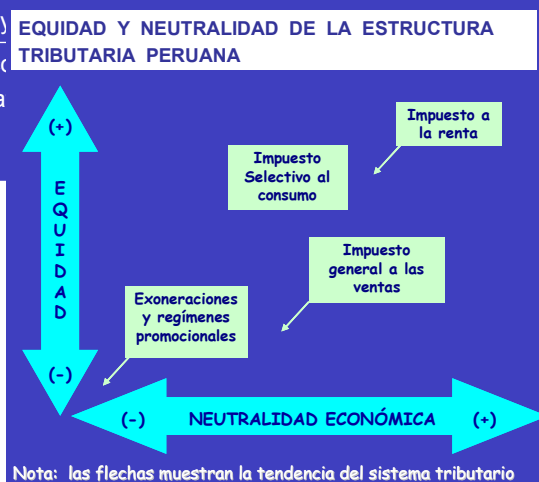 EQUIDAD Y NEUTRALIDAD DE LA ESTRUCTURA
TRIBUTARIA PERUANA
(+)
EQUIDAD
(-)
Impuesto a
la renta
Impuesto
Selectivo al
consumo
Impuesto
general a las
ventas
Exoneraciones
y regímenes
promocionales
(-) NEUTRALIDAD ECONÓMICA (+)
Nota: las flechas muestran la tendencia del sistema tributario